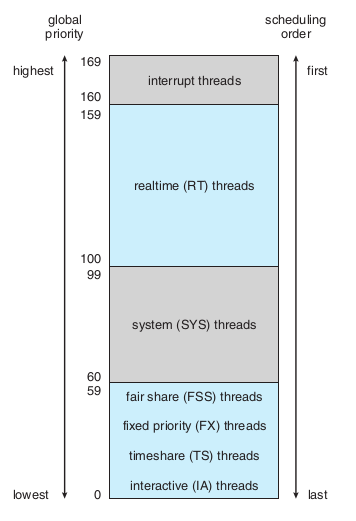 global
priority
scheduling
order
highest
169
interrupt threads
first
160
159
realtime (RT) threads
100
99
system (SYS) threads
60
59
fair share (FSS) threads
fixed priority (FX) threads
timeshare (TS) threads
interactive (IA) threads
lowest
0
last